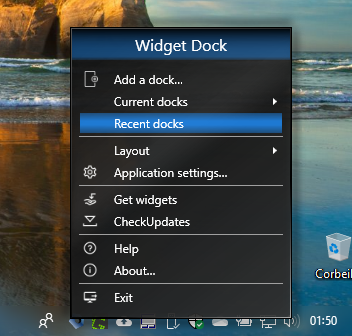 Widget Dock
Add a dock...
Current docks
Recent docks
Layout
Application settings...
Get widgets
CheckUpdates
Help
About...
Exit
Corbeil
01:50